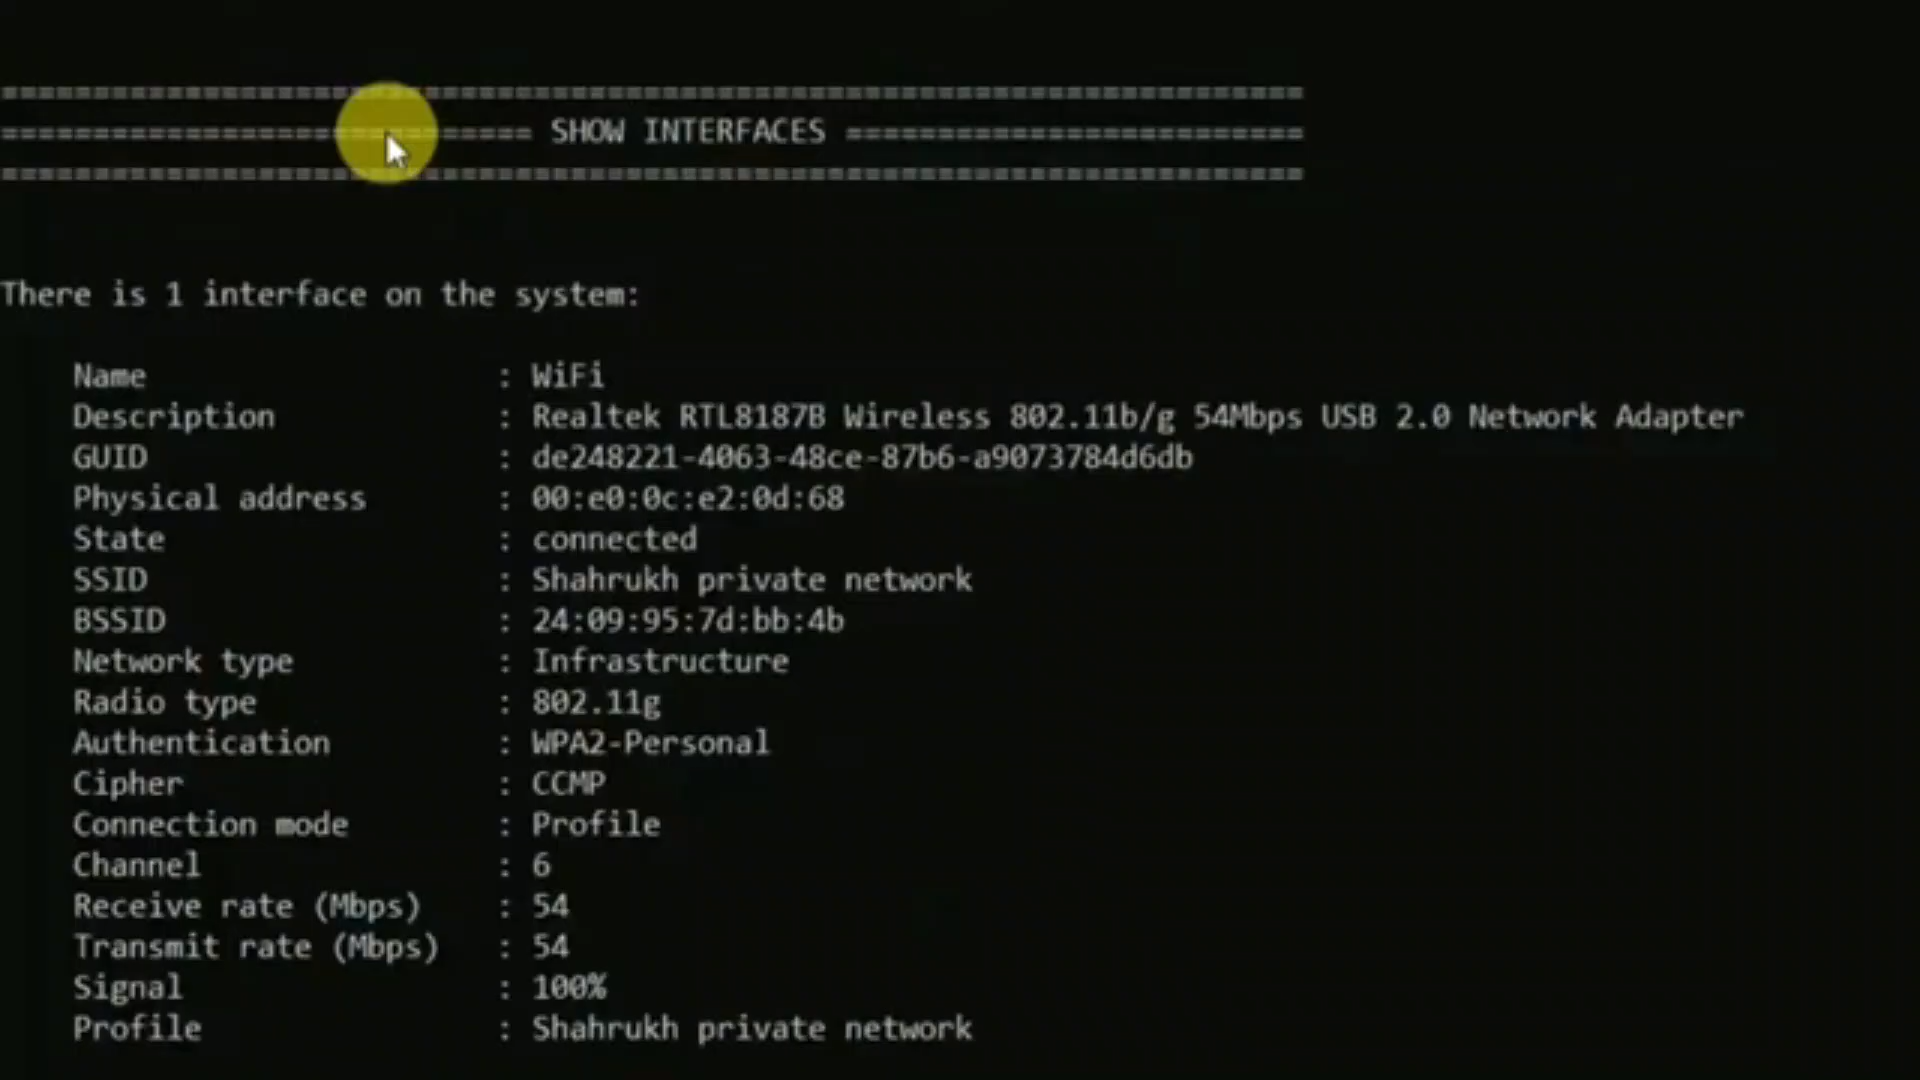 =======================================================================
============================= SHOW INTERFACES =========================
=======================================================================
There is 1 interface on the system:
Name : WiFi
Description : Realtek RTL8187B Wireless 802.11b/g 54Mbps USB 2.0 Network Adapter
GUID : de248221-4063-48ce-87b6-a9073784d6db
Physical address : 00:e0:0c:e2:0d:68
State : connected
SSID : Shahrukh private network
BSSID : 24:09:95:7d:bb:4b
Network type : Infrastructure
Radio type : 802.11g
Authentication : WPA2-Personal
Cipher : CCMP
Connection mode : Profile
Channel : 6
Receive rate (Mbps) : 54
Transmit rate (Mbps) : 54
Signal : 100%
Profile : Shahrukh private network